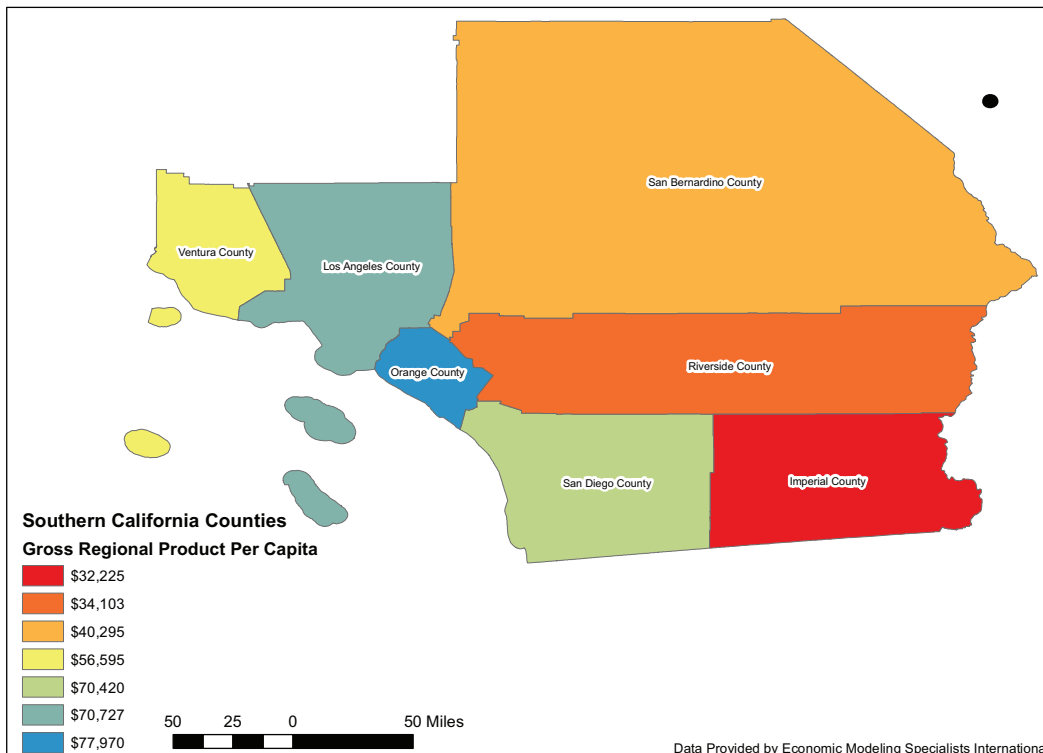 San Bernardino County
Ventura County
Los Angeles County
Orange County
Riverside County
San Diego County
Imperial County
Southern California Counties
Gross Regional Product Per Capita
$32,225
$34,103
$40,295
$56,595
$70,420
$70,727
$77,970
50 25 0 50 Miles
Data Provided by Economic Modeling Specialists International